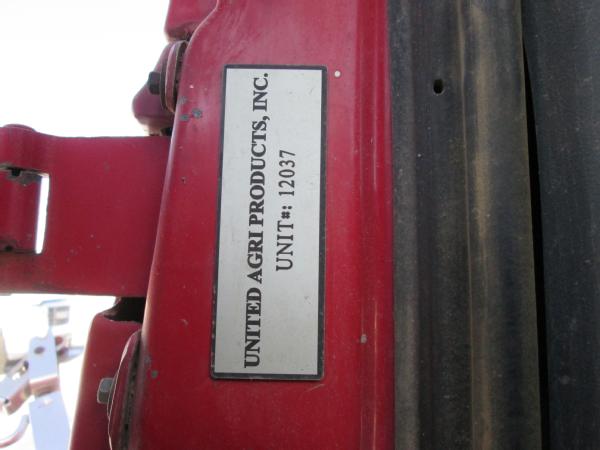 UNITED AGRI PRODUCTS, INC.
UNIT#: 12037